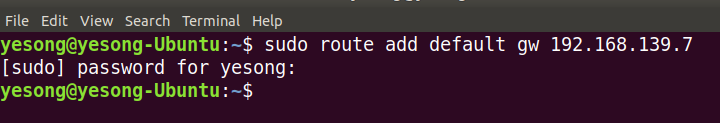 File Edit View Search Terminal Help
yesong@yesong-Ubuntu:~$ sudo route add default gw 192.168.139.7
[sudo] password for yesong:
yesong@yesong-Ubuntu:~$